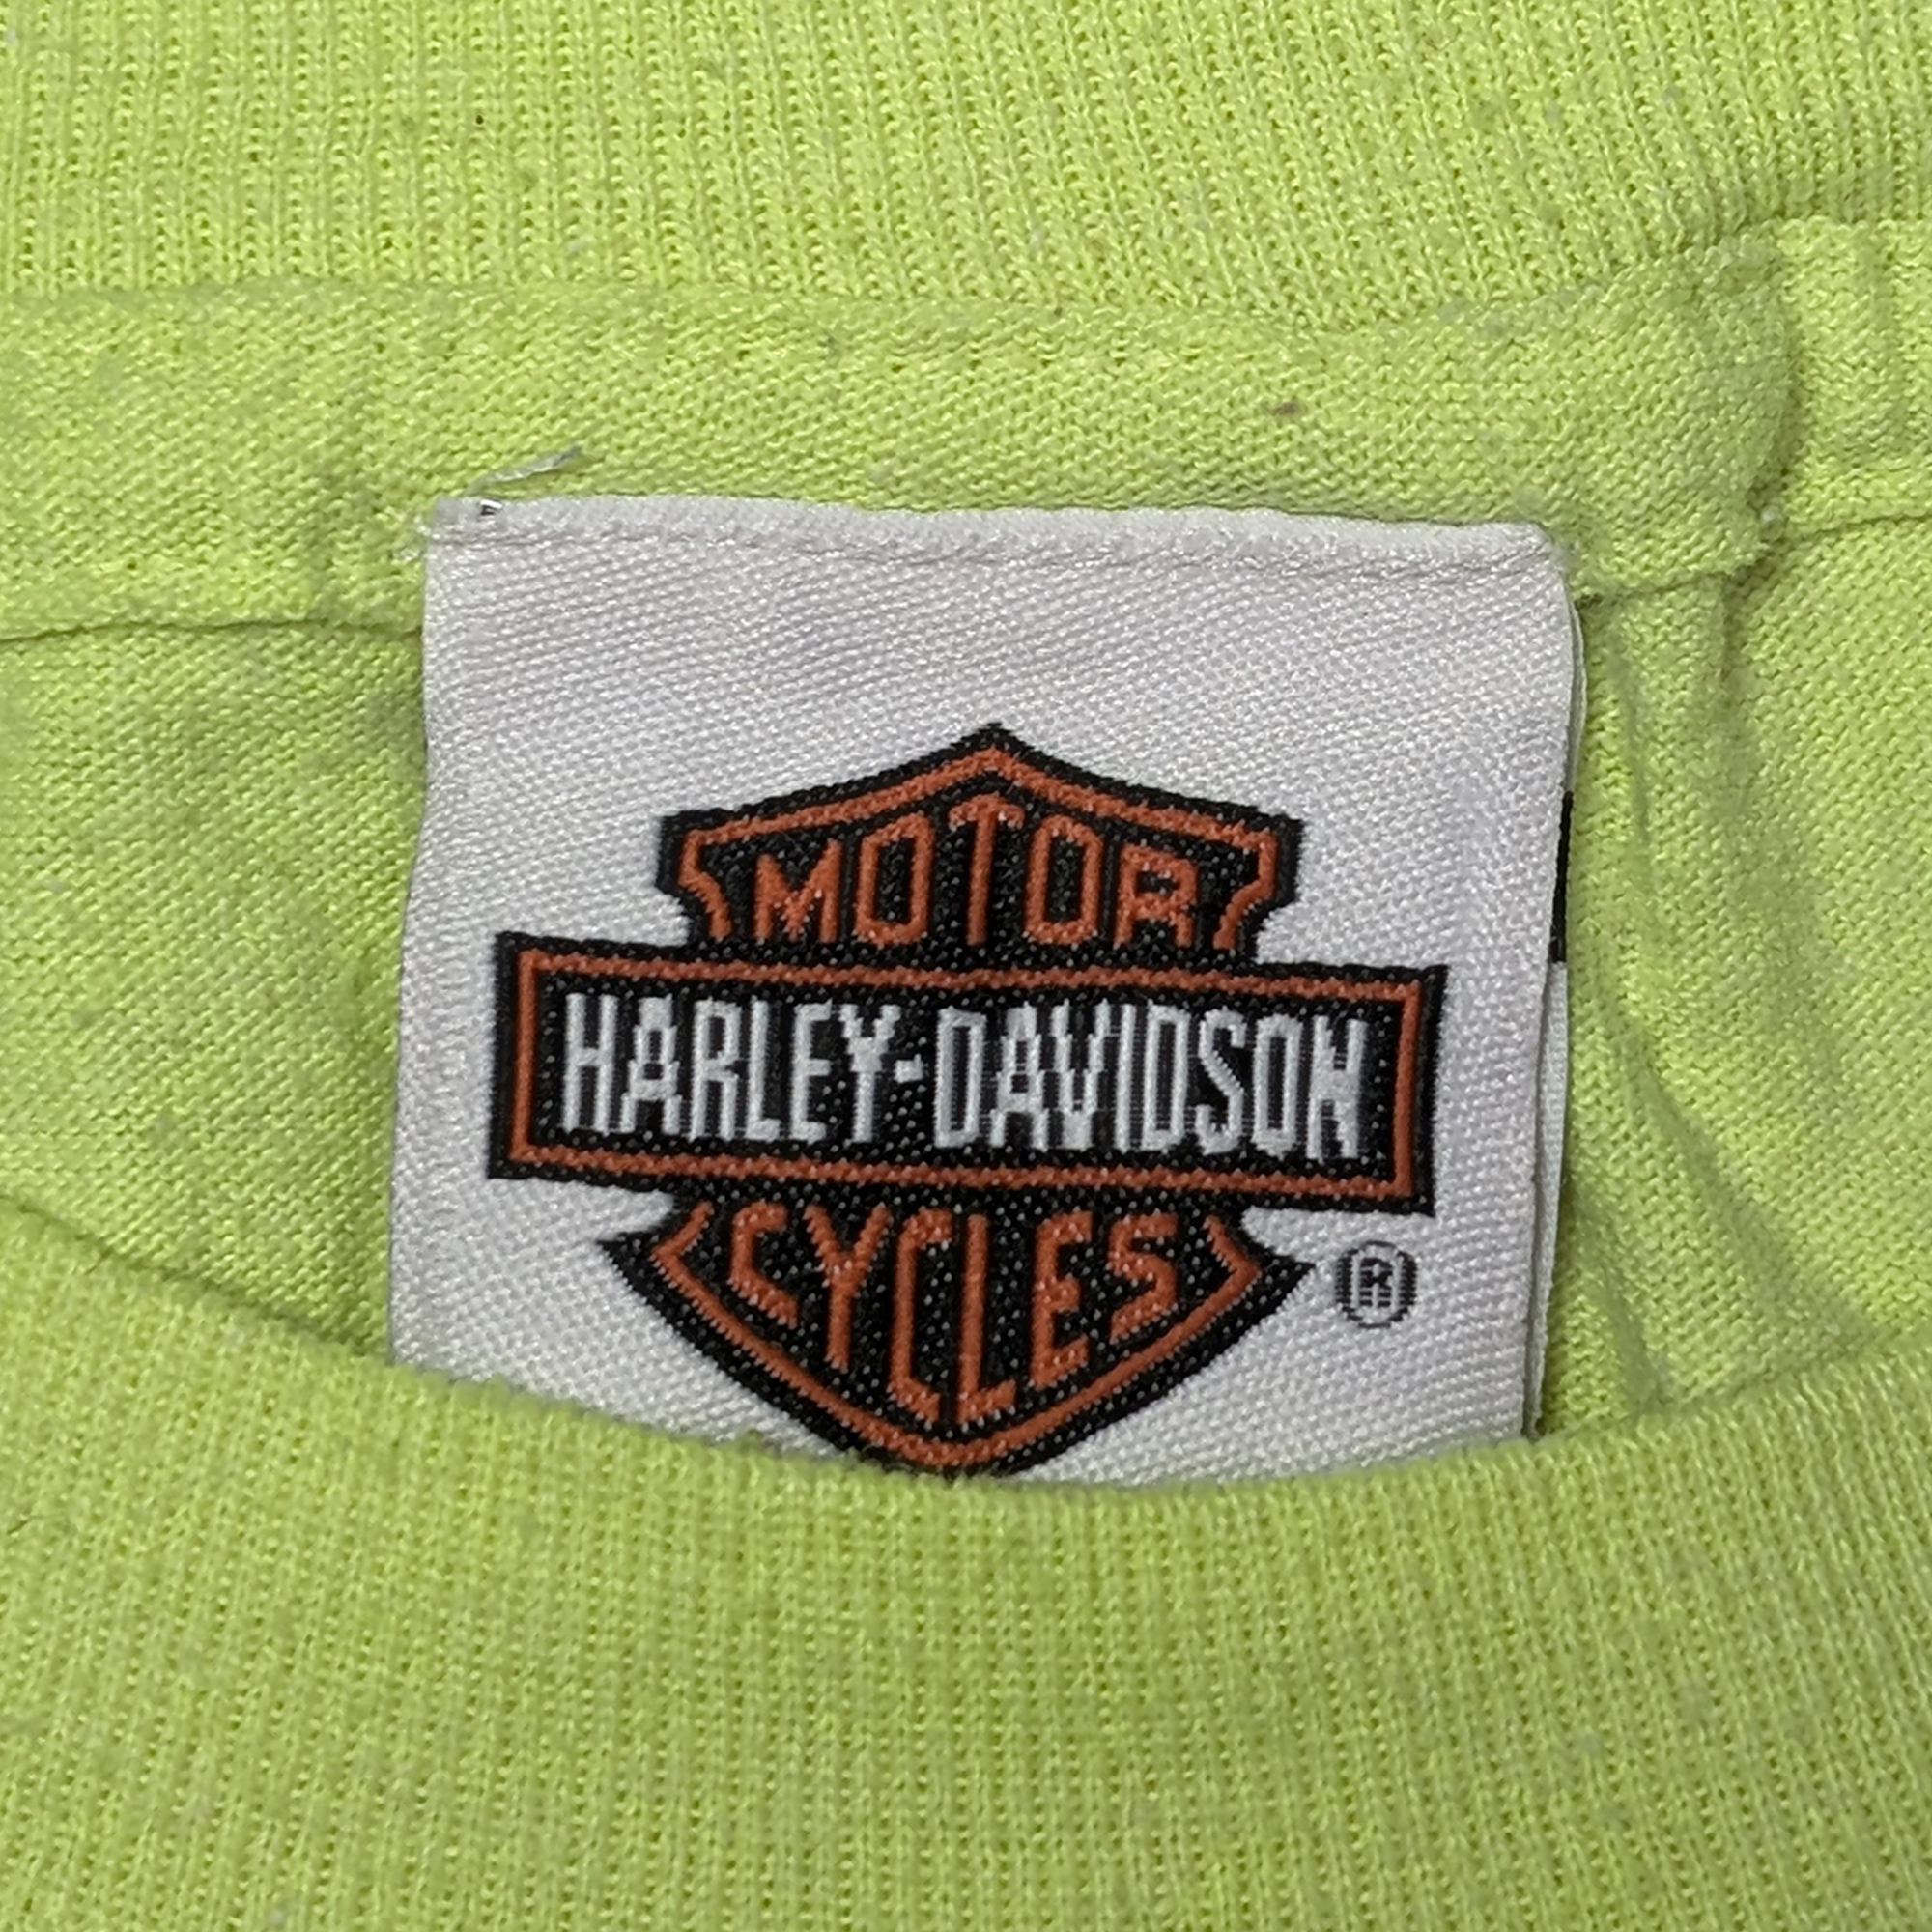 MOTOR
HARLEY-DAVIDSON
CYCLES
®